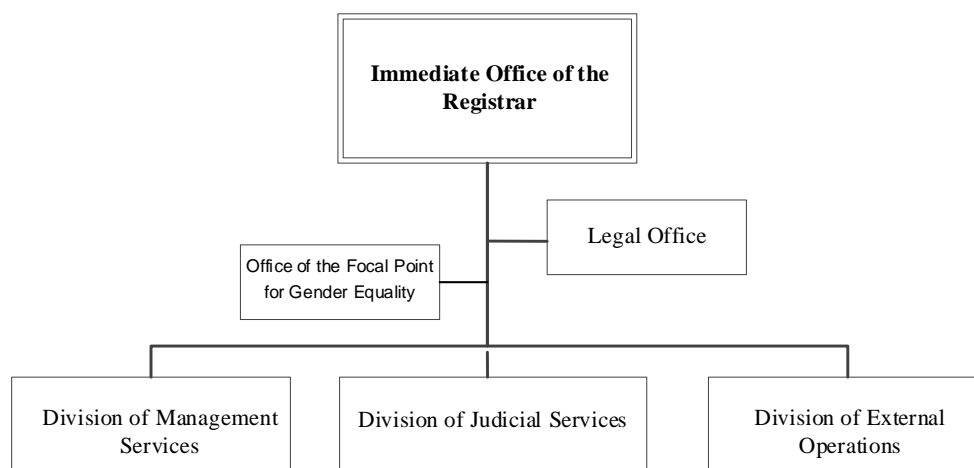 Immediate Office of the
Registrar
Legal Office
Office of the Focal Point
for Gender Equality
Division of Management
Services
Division of Judicial Services
Division of External
Operations